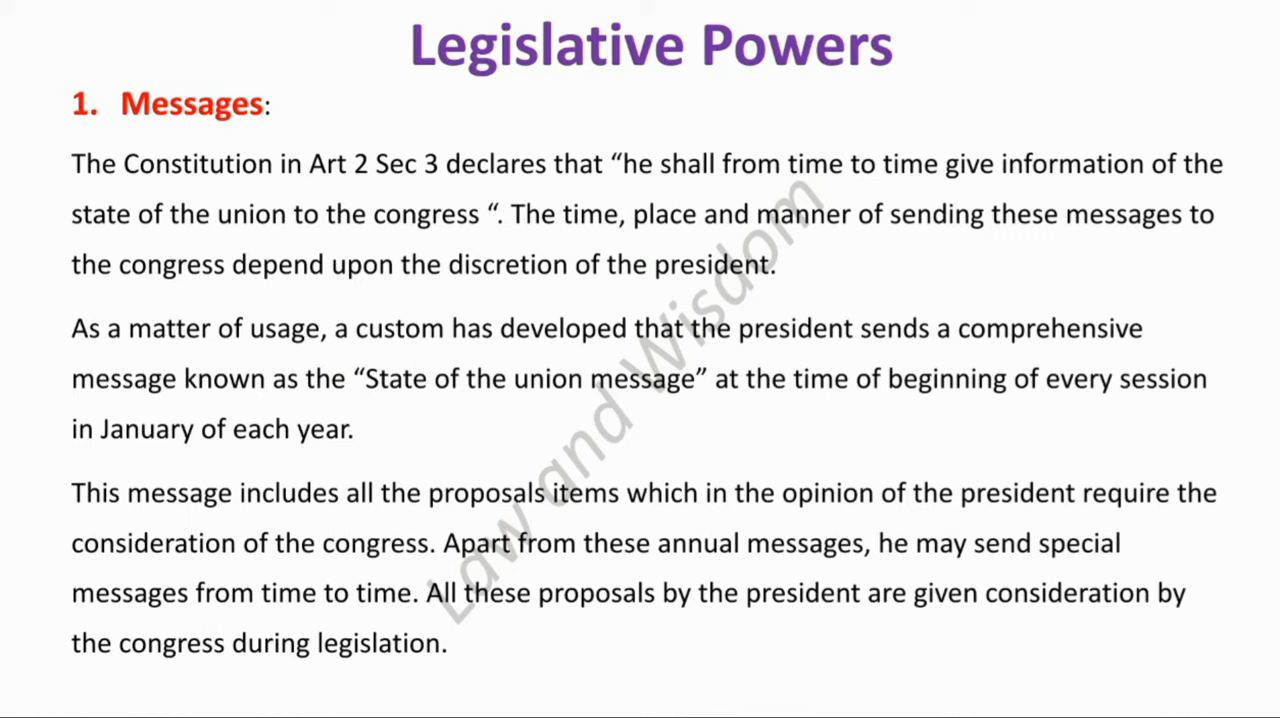 Legislative Powers
1. Messages:
The Constitution in Art 2 Sec 3 declares that “he shall from time to time give information of the
state of the union to the congress “. The time, place and manner of sending these messages to
the congress depend upon the discretion of the president.
As a matter of usage, a custom has developed that the president sends a comprehensive
message known as the “State of the union message” at the time of beginning of every session
in January of each year.
This message includes all the proposals items which in the opinion of the president require the
consideration of the congress. Apart from these annual messages, he may send special
messages from time to time. All these proposals by the president are given consideration by
the congress during legislation.
Law and Wisdom